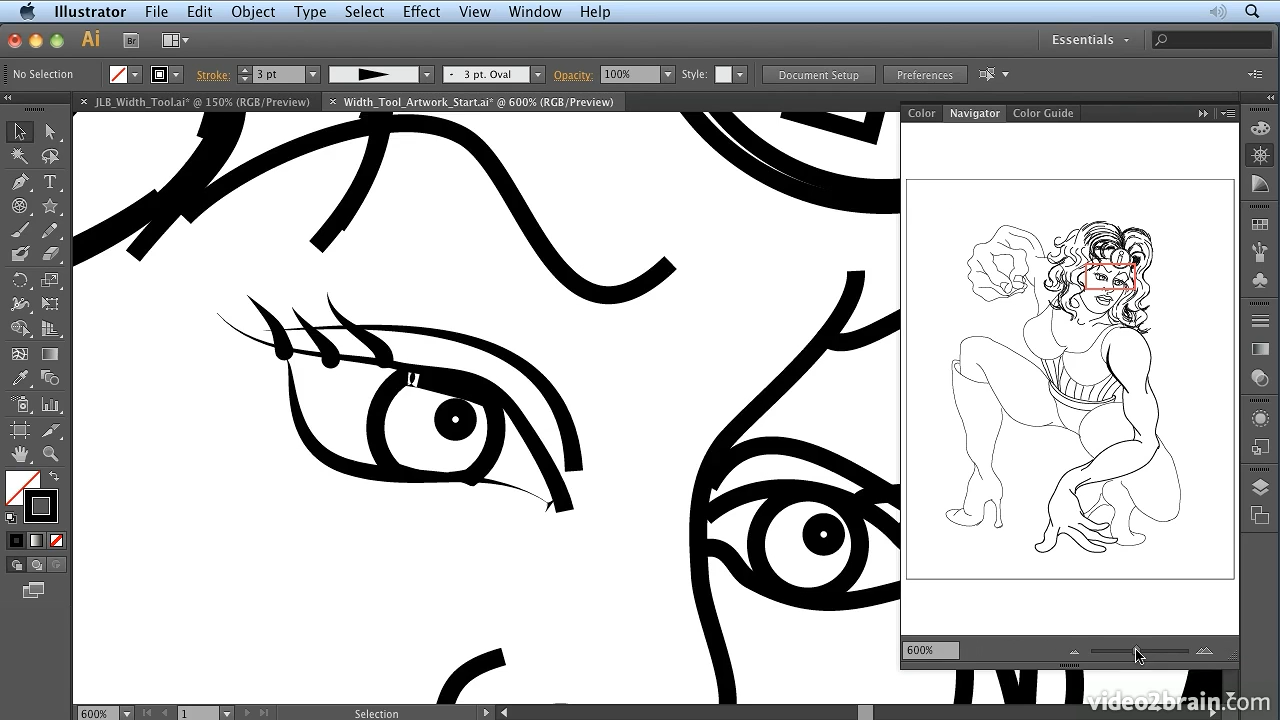 Illustrator File Edit Object Type Select Effect View Window Help
Ai Br Essentials
No Selection Stroke: 3 pt 3 pt. Oval Opacity: 100% Style: Document Setup Preferences
× JLB_Width_Tool.ai* @ 150% (RGB/Preview) × Width_Tool_Artwork_Start.ai* @ 600% (RGB/Preview)
Color Navigator Color Guide
T
600%
600% 1 Selection
video2brain.com